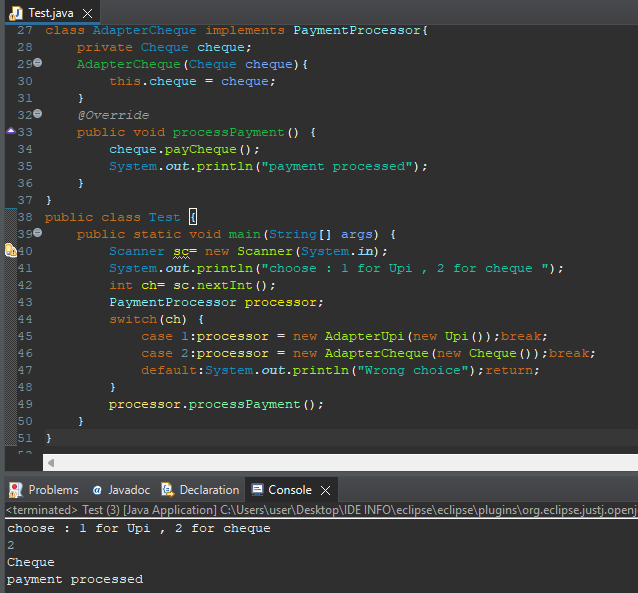 Test.java
27 class AdapterCheque implements PaymentProcessor{
28     private Cheque cheque;
29     AdapterCheque(Cheque cheque){
30         this.cheque = cheque;
31     }
32     @Override
33     public void processPayment() {
34         cheque.payCheque();
35         System.out.println("payment processed");
36     }
37 }
38 public class Test {
39     public static void main(String[] args) {
40         Scanner sc= new Scanner(System.in);
41         System.out.println("choose : 1 for Upi , 2 for cheque ");
42         int ch= sc.nextInt();
43         PaymentProcessor processor;
44         switch(ch) {
45             case 1:processor = new AdapterUpi(new Upi());break;
46             case 2:processor = new AdapterCheque(new Cheque());break;
47             default:System.out.println("Wrong choice");return;
48         }
49         processor.processPayment();
50     }
51 }
Problems Javadoc Declaration Console
<terminated> Test (3) [Java Application] C:\Users\user\Desktop\IDE INFO\eclipse\eclipse\plugins\org.eclipse.justj.openj
choose : 1 for Upi , 2 for cheque
2
Cheque
payment processed